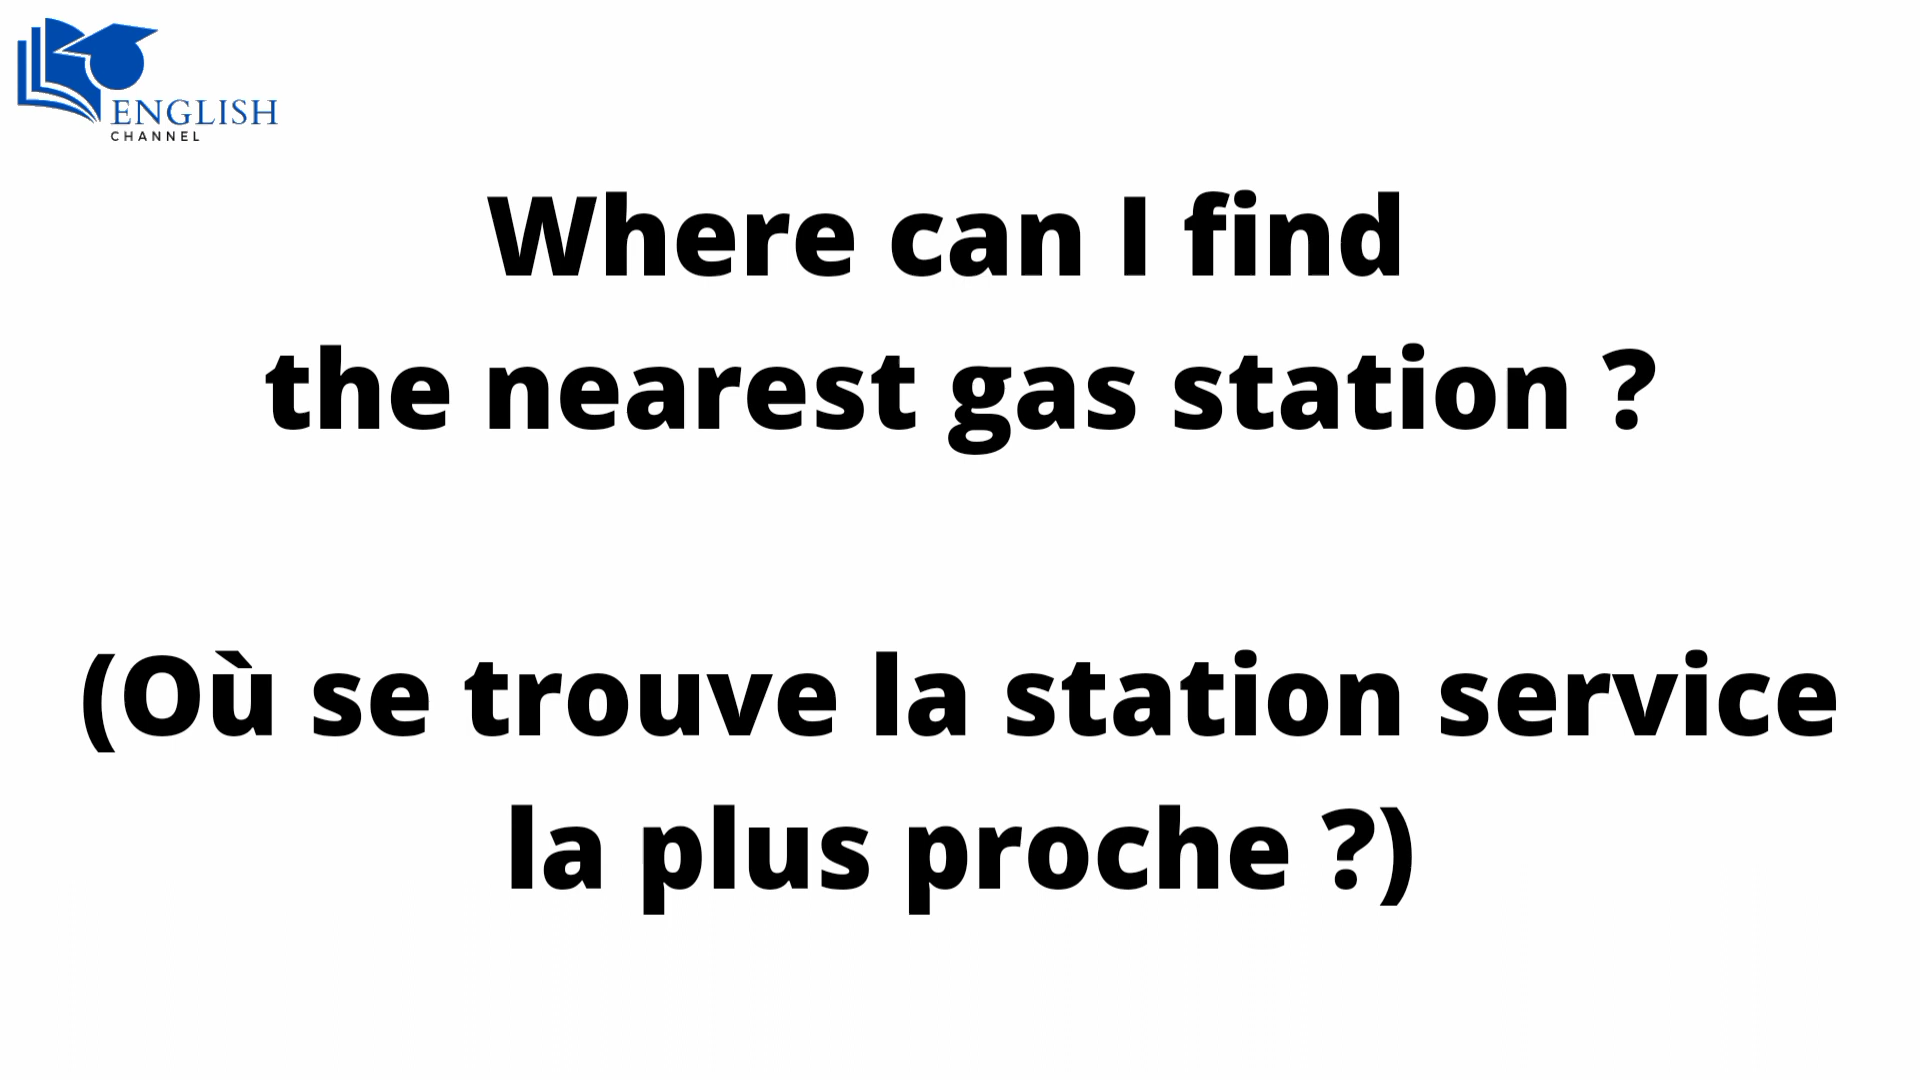 ENGLISH
CHANNEL
Where can I find
the nearest gas station ?
(Où se trouve la station service
la plus proche ?)